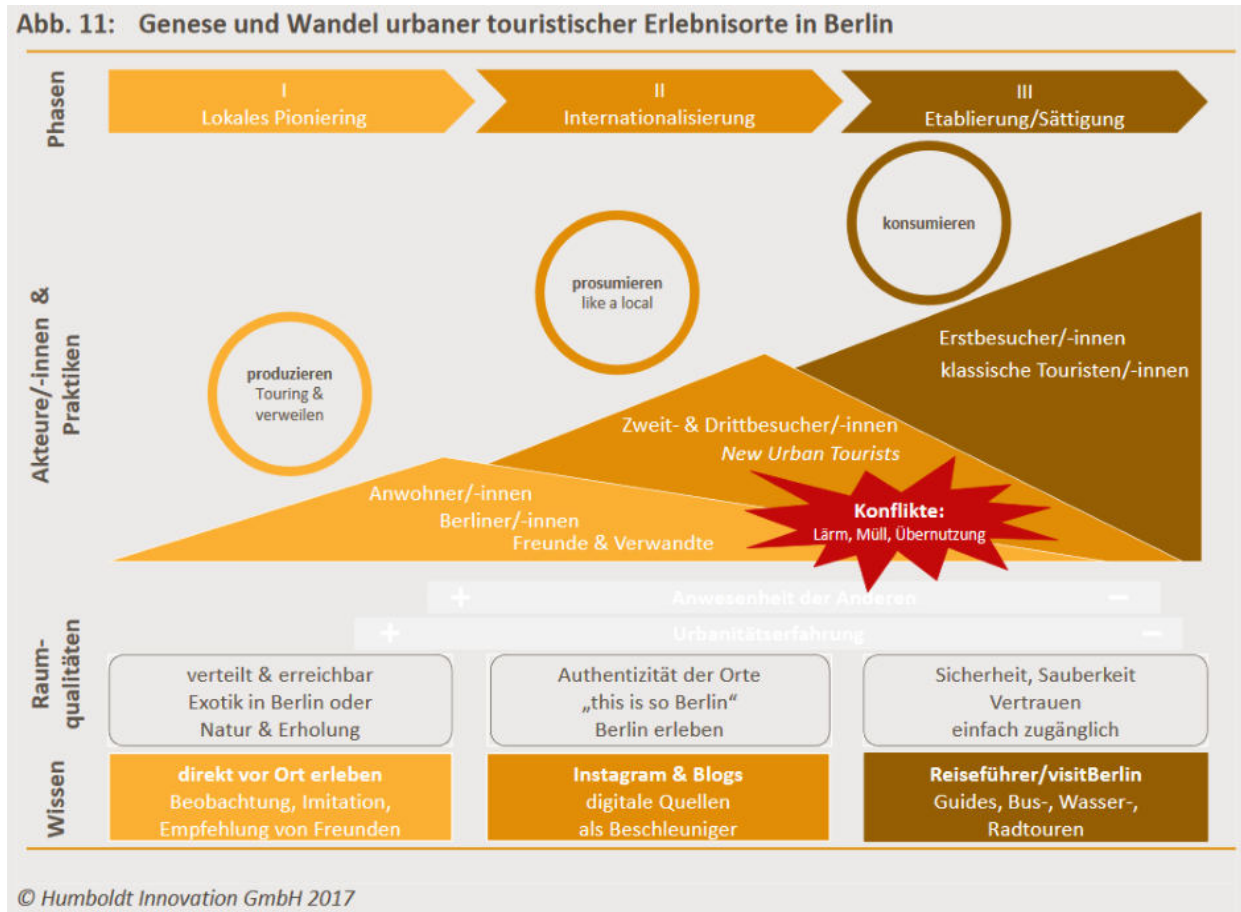 Abb. 11: Genese und Wandel urbaner touristischer Erlebnisorte in Berlin
Phasen
I
Lokales Pioniering
II
Internationalisierung
III
Etablierung/Sättigung
Akteure/-innen &
Praktiken
produzieren
Touring &
verweilen
prosumieren
like a local
konsumieren
Erstbesucher/-innen
klassische Touristen/-innen
Zweit- & Drittbesucher/-innen
New Urban Tourists
Anwohner/-innen
Berliner/-innen
Freunde & Verwandte
Konflikte:
Lärm, Müll, Übernutzung
+ Anwesenheit der Anderen –
+ Urbanitätserfahrung –
Raum-
qualitäten
verteilt & erreichbar
Exotik in Berlin oder
Natur & Erholung
Authentizität der Orte
„this is so Berlin“
Berlin erleben
Sicherheit, Sauberkeit
Vertrauen
einfach zugänglich
Wissen
direkt vor Ort erleben
Beobachtung, Imitation,
Empfehlung von Freunden
Instagram & Blogs
digitale Quellen
als Beschleuniger
Reiseführer/visitBerlin
Guides, Bus-, Wasser-,
Radtouren
© Humboldt Innovation GmbH 2017